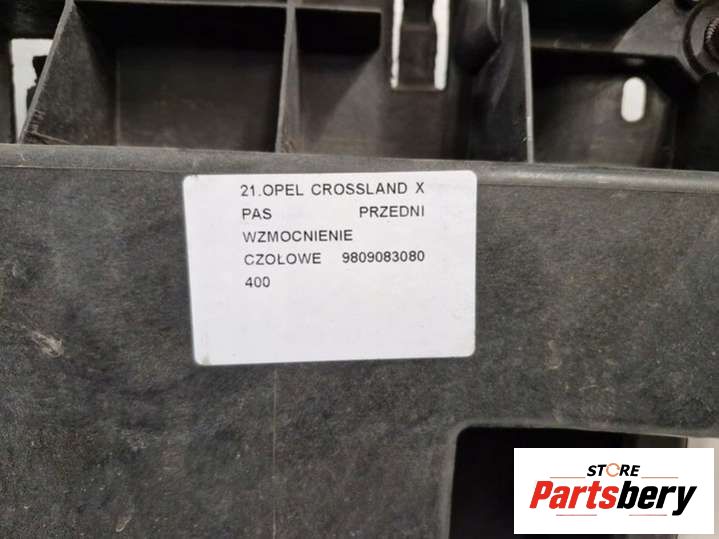 21.OPEL CROSSLAND X
PAS PRZEDNI
WZMOCNIENIE
CZOŁOWE 9809083080
400
STORE
Partsbery